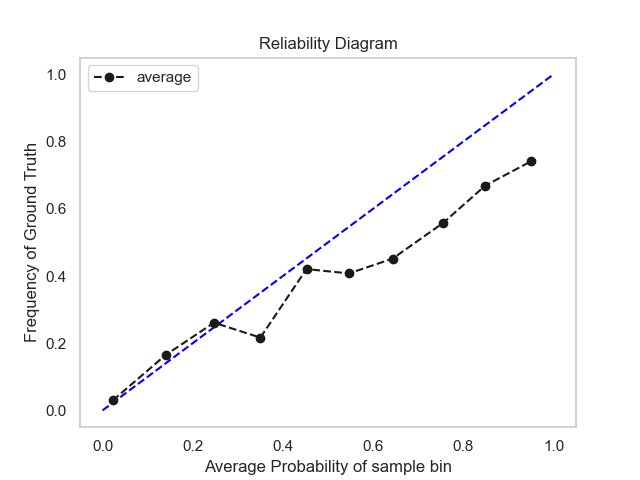 Reliability Diagram
average
1.0
0.8
0.6
0.4
0.2
0.0
Frequency of Ground Truth
0.0 0.2 0.4 0.6 0.8 1.0
Average Probability of sample bin